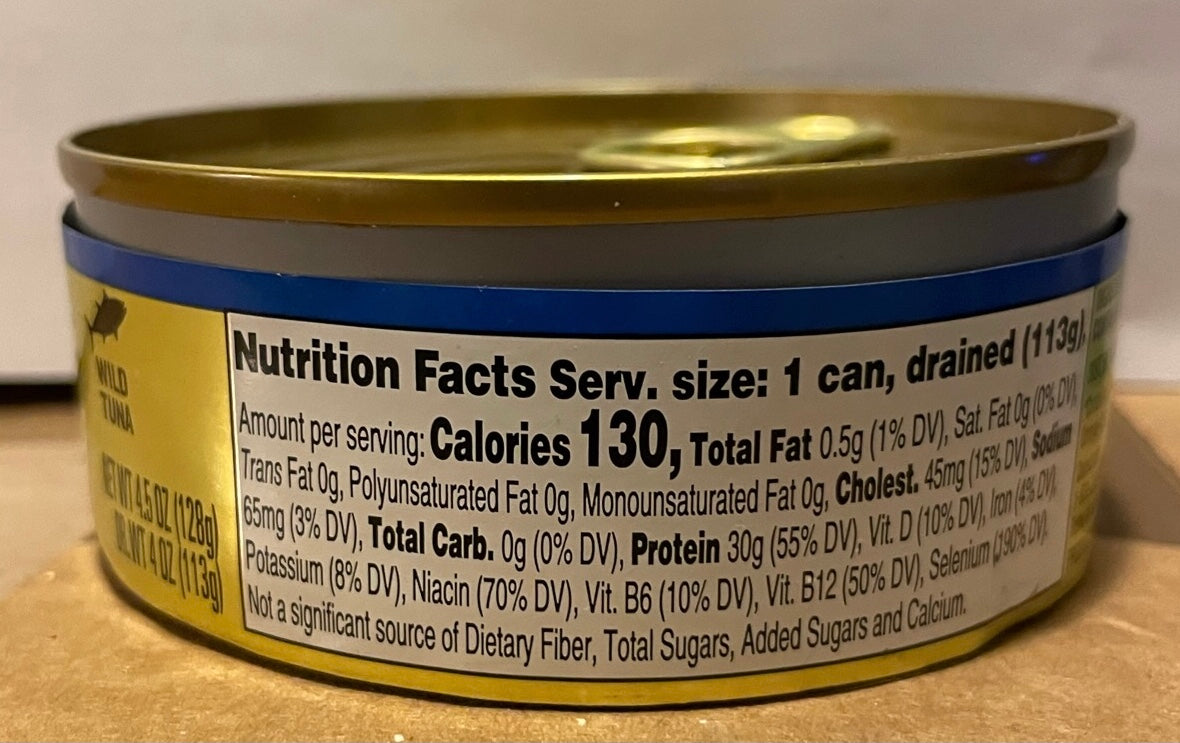 WILD
TUNA
NET WT 4.5 OZ (128g)
DR. WT 4 OZ (113g)
Nutrition Facts Serv. size: 1 can, drained (113g),
Amount per serving: Calories 130, Total Fat 0.5g (1% DV), Sat. Fat 0g (0% DV),
Trans Fat 0g, Polyunsaturated Fat 0g, Monounsaturated Fat 0g, Cholest. 45mg (15% DV), Sodium
65mg (3% DV), Total Carb. 0g (0% DV), Protein 30g (55% DV), Vit. D (10% DV), Iron (4% DV),
Potassium (8% DV), Niacin (70% DV), Vit. B6 (10% DV), Vit. B12 (50% DV), Selenium (190% DV).
Not a significant source of Dietary Fiber, Total Sugars, Added Sugars and Calcium.